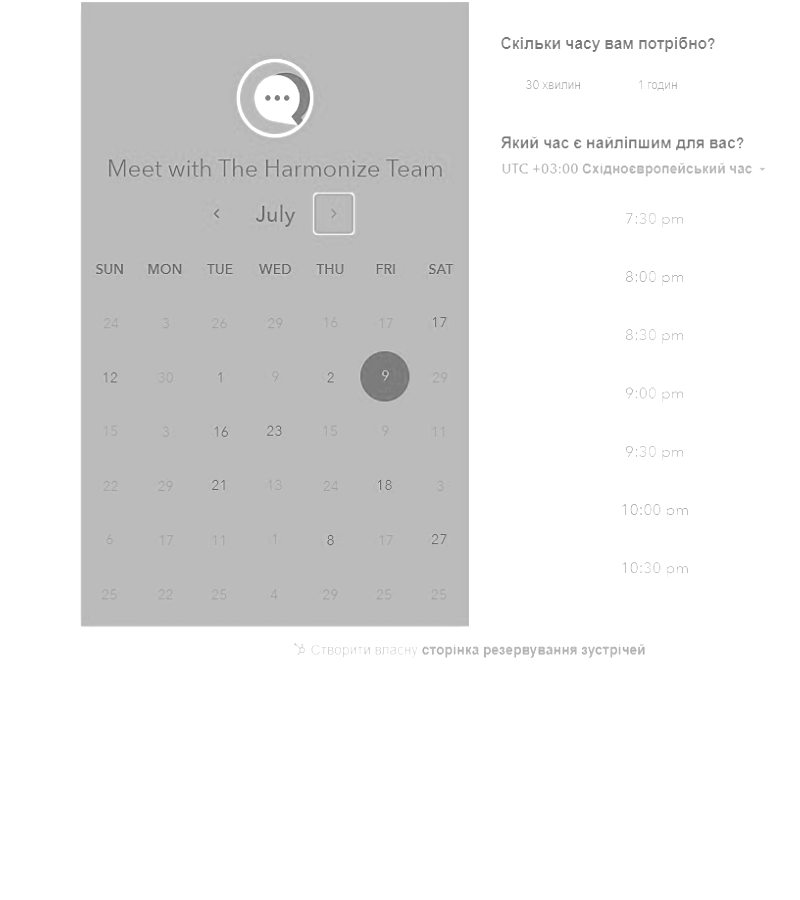 Meet with The Harmonize Team
July
SUN MON TUE WED THU FRI SAT
24 3 26 29 16 17 17
12 30 1 9 2 9 29
15 3 16 23 15 9 11
22 29 21 13 24 18 3
6 17 11 1 8 17 27
25 22 25 4 29 25 25
Скільки часу вам потрібно?
30 хвилин 1 годин
Який час є найліпшим для вас?
UTC +03:00 Східноєвропейський час
7:30 pm
8:00 pm
8:30 pm
9:00 pm
9:30 pm
10:00 pm
10:30 pm
Створити власну сторінка резервування зустрічей